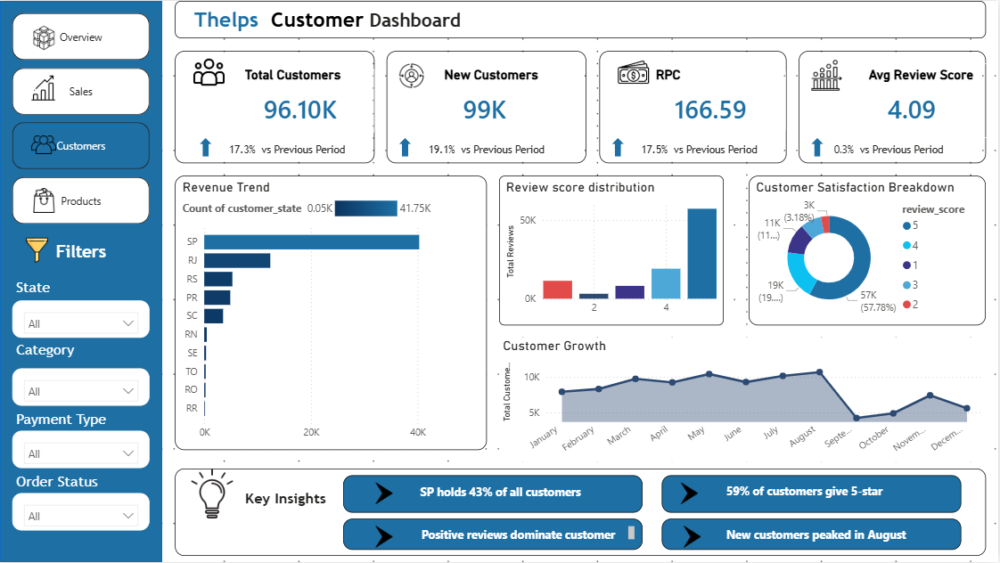 Thelps Customer Dashboard
Overview
Sales
Customers
Products
Filters
State
All
Category
All
Payment Type
All
Order Status
All
Total Customers
96.10K
17.3% vs Previous Period
New Customers
99K
19.1% vs Previous Period
RPC
166.59
17.5% vs Previous Period
Avg Review Score
4.09
0.3% vs Previous Period
Revenue Trend
Count of customer_state 0.05K 41.75K
SP
RJ
RS
PR
SC
RN
SE
TO
RO
RR
0K 20K 40K
Review score distribution
Total Reviews
50K
0K
2 4
Customer Satisfaction Breakdown
3K
(3.18%)
11K
(11...)
19K
(19....)
57K
(57.78%)
review_score
5
4
1
3
2
Customer Growth
Total Custome...
10K
5K
January February March April May June July August Septe... October Novem... Decem...
Key Insights
SP holds 43% of all customers
59% of customers give 5-star
Positive reviews dominate customer
New customers peaked in August